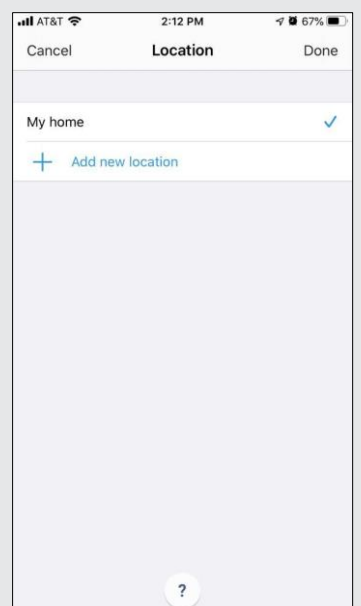 AT&T 2:12 PM 67%
Cancel Location Done
My home
+ Add new location
?